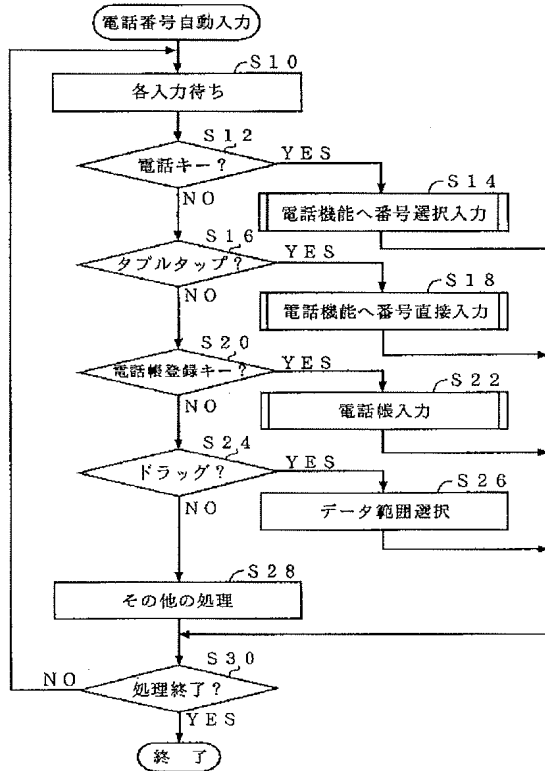 電話番号自動入力
S10
各入力待ち
S12
電話キー?
YES
NO
S14
電話機能へ番号選択入力
S16
タブルタップ?
YES
NO
S18
電話機能へ番号直接入力
S20
電話帳登録キー?
YES
NO
S22
電話帳入力
S24
ドラッグ?
YES
NO
S26
データ範囲選択
S28
その他の処理
S30
処理終了?
NO
YES
終 了